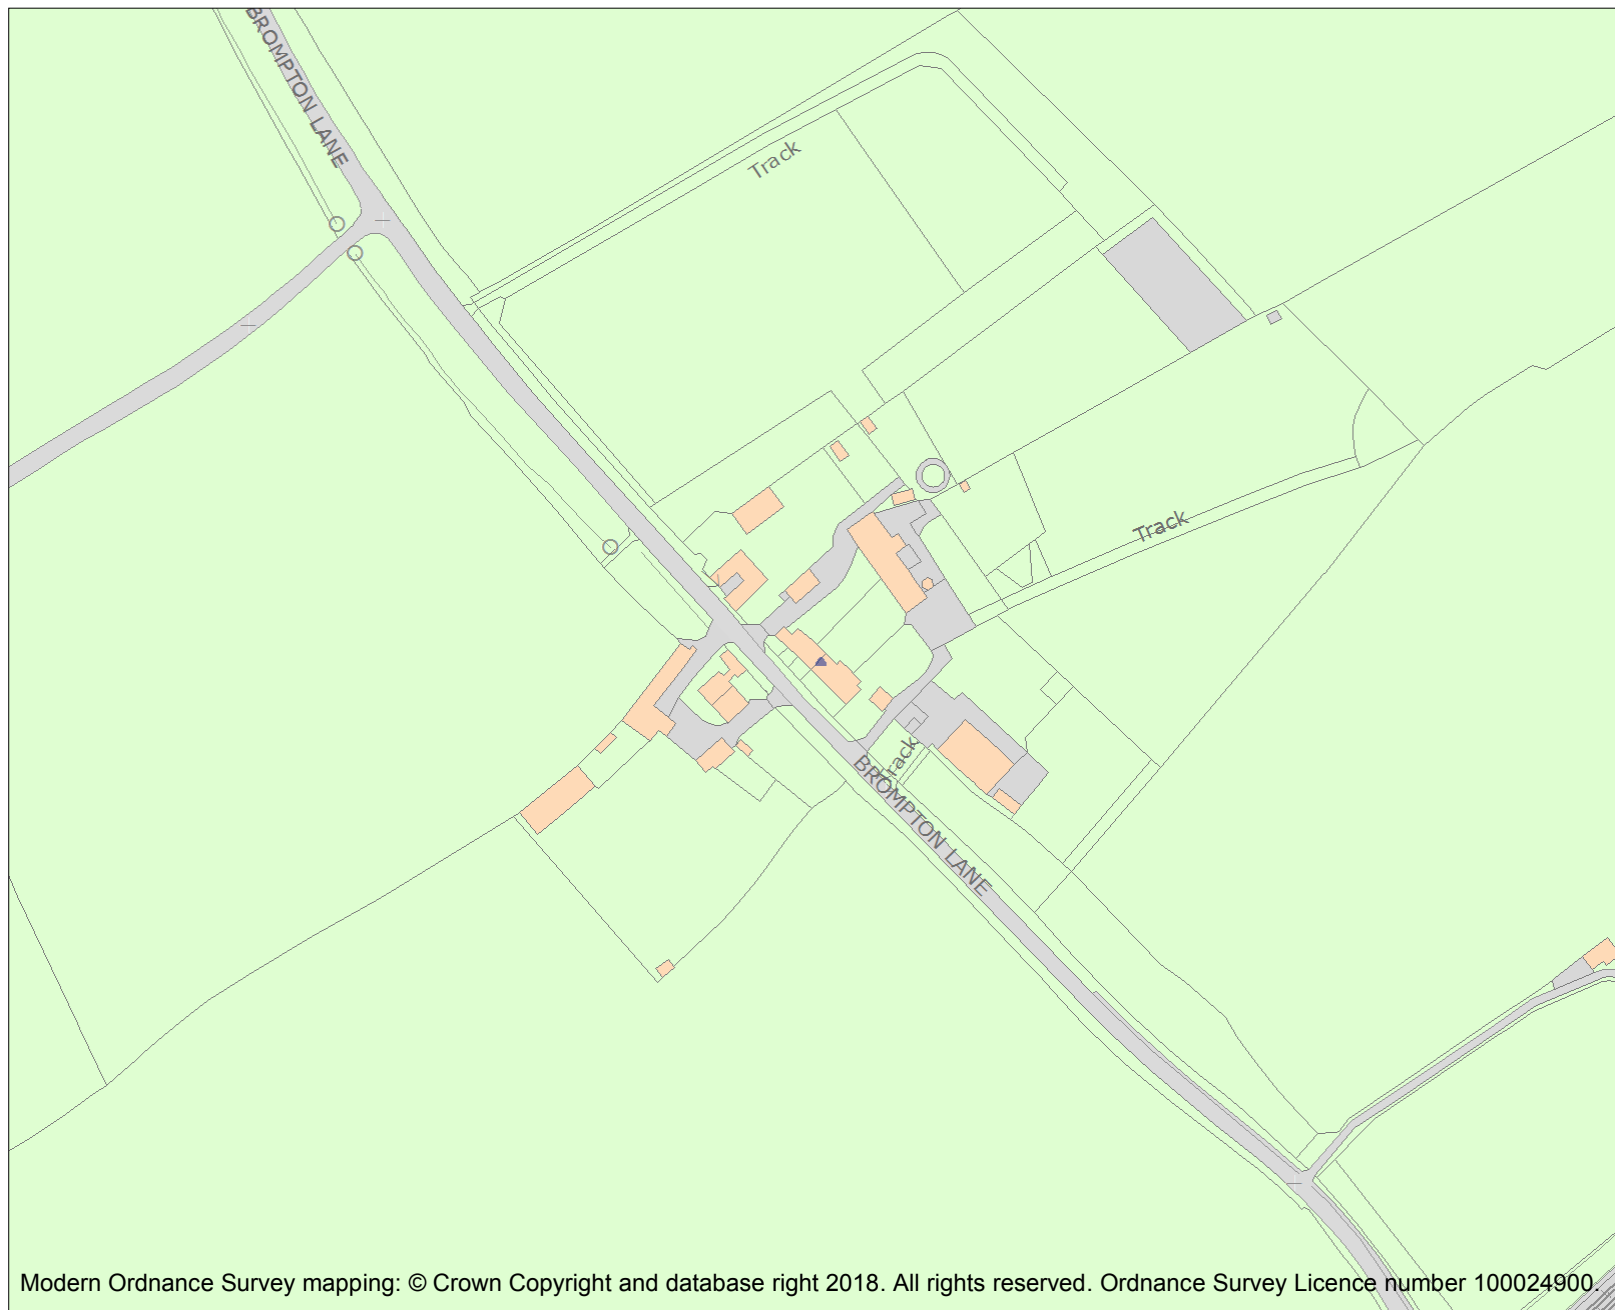 BROMPTON LANE
Track
Track
Track
BROMPTON LANE
Modern Ordnance Survey mapping: © Crown Copyright and database right 2018. All rights reserved. Ordnance Survey Licence number 100024900.